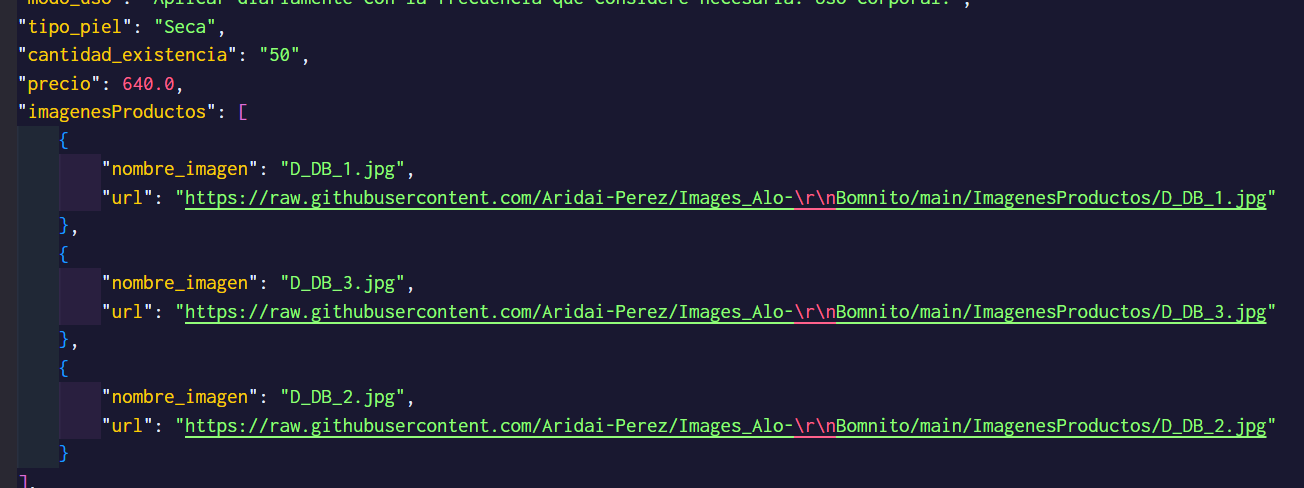 "modo_uso": "Aplicar diariamente con la frecuencia que considere necesaria. Uso corporal.",
"tipo_piel": "Seca",
"cantidad_existencia": "50",
"precio": 640.0,
"imagenesProductos": [
{
"nombre_imagen": "D_DB_1.jpg",
"url": "https://raw.githubusercontent.com/Aridai-Perez/Images_Alo-\r\nBomnito/main/ImagenesProductos/D_DB_1.jpg"
},
{
"nombre_imagen": "D_DB_3.jpg",
"url": "https://raw.githubusercontent.com/Aridai-Perez/Images_Alo-\r\nBomnito/main/ImagenesProductos/D_DB_3.jpg"
},
{
"nombre_imagen": "D_DB_2.jpg",
"url": "https://raw.githubusercontent.com/Aridai-Perez/Images_Alo-\r\nBomnito/main/ImagenesProductos/D_DB_2.jpg"
}
],